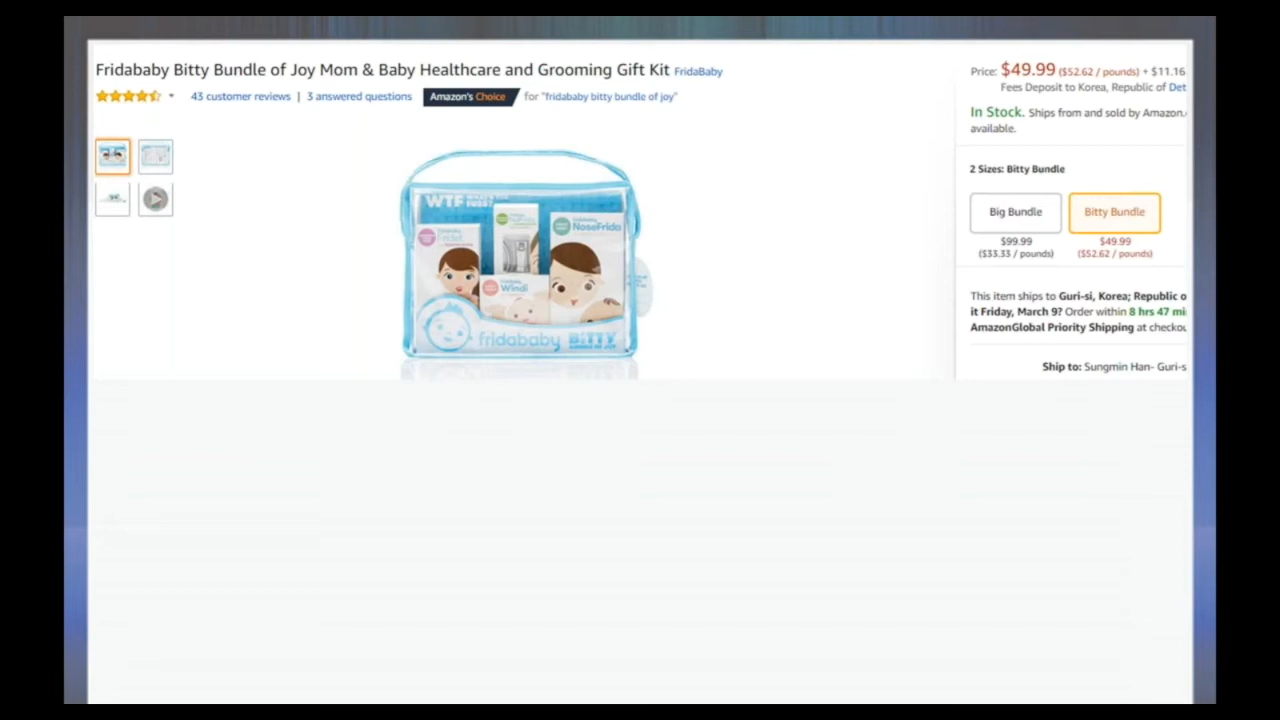 Fridababy Bitty Bundle of Joy Mom & Baby Healthcare and Grooming Gift Kit FridaBaby
43 customer reviews | 3 answered questions Amazon's Choice for "fridababy bitty bundle of joy"
Price: $49.99 ($52.62 / pounds) + $11.16
Fees Deposit to Korea, Republic of Det
In Stock. Ships from and sold by Amazon.
available.
2 Sizes: Bitty Bundle
Big Bundle
Bitty Bundle
$99.99
($33.33 / pounds)
$49.99
($52.62 / pounds)
This item ships to Guri-si, Korea; Republic o
it Friday, March 9? Order within 8 hrs 47 mi
AmazonGlobal Priority Shipping at checkou
Ship to: Sungmin Han- Guri-s
WTF
NoseFrida
Windi
fridababy BITTY